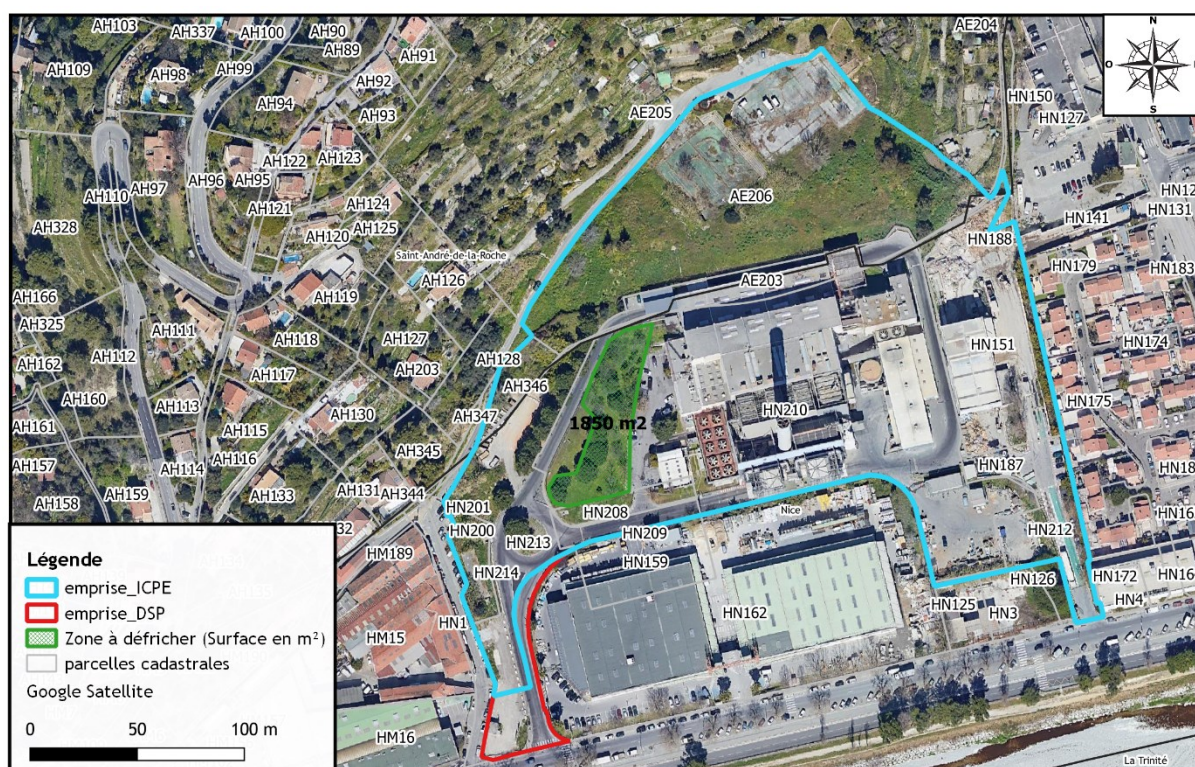 AH103
AH337
AH100
AH90
AH89
AH91
AE204
N
O
S
AH109
AH98
AH99
AH92
AH94
AH93
AE205
HN150
HN127
AH122
AH123
AH97
AH96
AH95
AH110
AH121
AH124
AE206
AH328
AH120
AH125
HN141
HN131
HN188
Saint-André-de-la-Roche
AH126
AE203
HN179
HN183
AH166
AH119
AH325
AH111
AH118
AH127
AH128
AH112
AH162
AH203
HN151
HN174
AH117
AH346
AH160
AH113
AH347
HN175
AH161
AH130
1850 m2
HN210
AH115
AH345
AH157
AH114
AH116
HN187
AH158
AH159
AH133
AH131
AH344
HN201
HN208
Nice
HN200
HN209
HN212
HN213
HM189
HN214
HN159
HN126
HN172
HN162
HN125
HN3
HN4
HM15
HM16
La Trinité
Légende
emprise_ICPE
emprise_DSP
Zone à défricher (Surface en m²)
parcelles cadastrales
Google Satellite
0 50 100 m